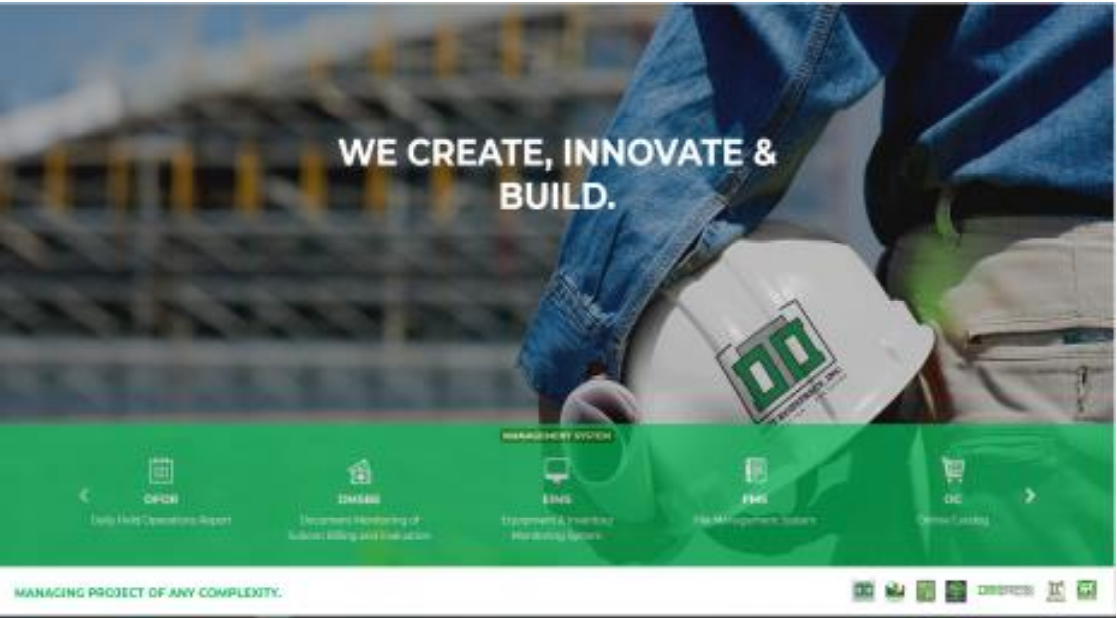 WE CREATE, INNOVATE &
BUILD.
MANAGEMENT SYSTEM
DFOR
Daily Field Operations Report
DMSBE
Document Monitoring of
Subcon Billing and Evaluation
EIMS
Equipment & Inventory
Monitoring System
FMS
File Management System
OC
Online Catalog
MANAGING PROJECT OF ANY COMPLEXITY.